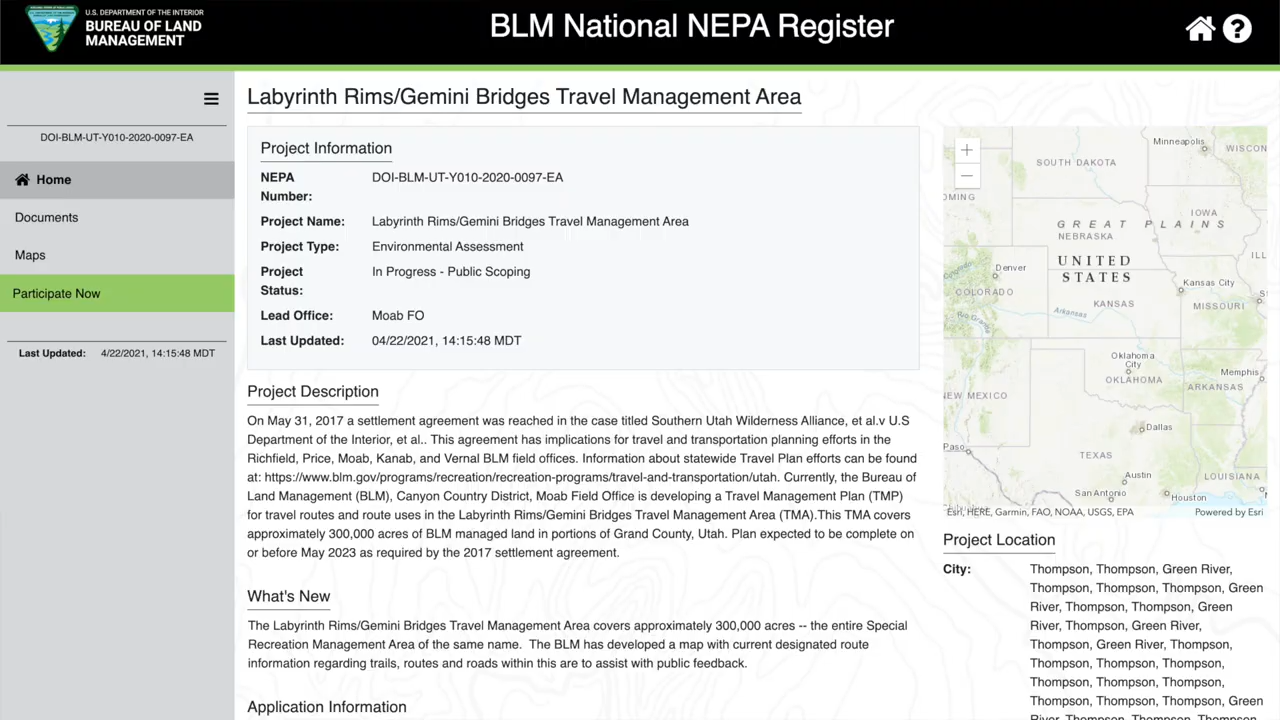 U.S. DEPARTMENT OF THE INTERIOR
BUREAU OF LAND
MANAGEMENT
BLM National NEPA Register
DOI-BLM-UT-Y010-2020-0097-EA
Home
Documents
Maps
Participate Now
Last Updated: 4/22/2021, 14:15:48 MDT
Labyrinth Rims/Gemini Bridges Travel Management Area
Project Information
NEPA Number: DOI-BLM-UT-Y010-2020-0097-EA
Project Name: Labyrinth Rims/Gemini Bridges Travel Management Area
Project Type: Environmental Assessment
Project Status: In Progress - Public Scoping
Lead Office: Moab FO
Last Updated: 04/22/2021, 14:15:48 MDT
Project Description
On May 31, 2017 a settlement agreement was reached in the case titled Southern Utah Wilderness Alliance, et al.v U.S
Department of the Interior, et al.. This agreement has implications for travel and transportation planning efforts in the
Richfield, Price, Moab, Kanab, and Vernal BLM field offices. Information about statewide Travel Plan efforts can be found
at: https://www.blm.gov/programs/recreation/recreation-programs/travel-and-transportation/utah. Currently, the Bureau of
Land Management (BLM), Canyon Country District, Moab Field Office is developing a Travel Management Plan (TMP)
for travel routes and route uses in the Labyrinth Rims/Gemini Bridges Travel Management Area (TMA).This TMA covers
approximately 300,000 acres of BLM managed land in portions of Grand County, Utah. Plan expected to be complete on
or before May 2023 as required by the 2017 settlement agreement.
What's New
The Labyrinth Rims/Gemini Bridges Travel Management Area covers approximately 300,000 acres -- the entire Special
Recreation Management Area of the same name. The BLM has developed a map with current designated route
information regarding trails, routes and roads within this are to assist with public feedback.
Application Information
Minneapolis
WISCON
SOUTH DAKOTA
OMING
IOWA
GREAT PLAINS
NEBRASKA
ILL
UNITED
STATES
Denver
Colorado
COLORADO
Kansas City
KANSAS
MISSOURI
Arkansas
Rio Grande
Oklahoma
City
Memphis
OKLAHOMA
ARKANSAS
NEW MEXICO
Dallas
Paso
TEXAS
Austin
LOUISIANA
San Antonio
Houston
Esri, HERE, Garmin, FAO, NOAA, USGS, EPA
Powered by Esri
Project Location
City: Thompson, Thompson, Green River,
Thompson, Thompson, Thompson, Green
River, Thompson, Thompson, Green
River, Thompson, Green River,
Thompson, Green River, Thompson,
Thompson, Thompson, Thompson,
Thompson, Thompson, Thompson,
Thompson, Thompson, Thompson, Green
River, Thompson, Thompson, Thompson